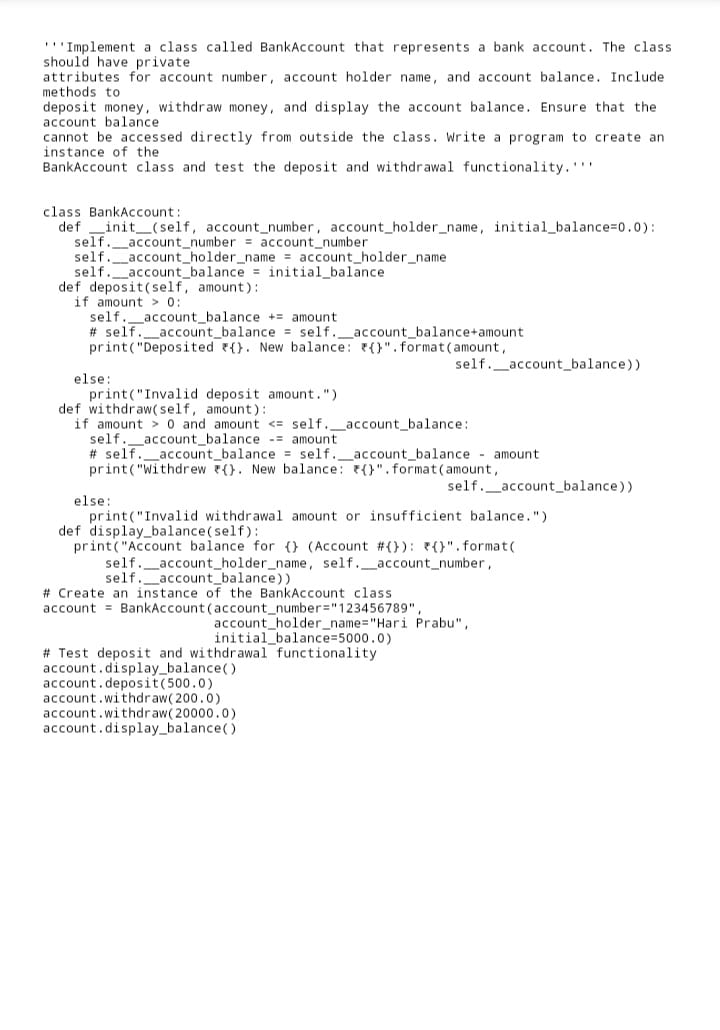 '''Implement a class called BankAccount that represents a bank account. The class
should have private
attributes for account number, account holder name, and account balance. Include
methods to
deposit money, withdraw money, and display the account balance. Ensure that the
account balance
cannot be accessed directly from outside the class. Write a program to create an
instance of the
BankAccount class and test the deposit and withdrawal functionality.'''
class BankAccount:
def __init__(self, account_number, account_holder_name, initial_balance=0.0):
self.__account_number = account_number
self.__account_holder_name = account_holder_name
self.__account_balance = initial_balance
def deposit(self, amount):
if amount > 0:
self.__account_balance += amount
# self.__account_balance = self.__account_balance+amount
print("Deposited ₹{}. New balance: ₹{}".format(amount,
self.__account_balance))
else:
print("Invalid deposit amount.")
def withdraw(self, amount):
if amount > 0 and amount <= self.__account_balance:
self.__account_balance -= amount
# self.__account_balance = self.__account_balance - amount
print("Withdrew ₹{}. New balance: ₹{}".format(amount,
self.__account_balance))
else:
print("Invalid withdrawal amount or insufficient balance.")
def display_balance(self):
print("Account balance for {} (Account #{}): ₹{}".format(
self.__account_holder_name, self.__account_number,
self.__account_balance))
# Create an instance of the BankAccount class
account = BankAccount(account_number="123456789",
account_holder_name="Hari Prabu",
initial_balance=5000.0)
# Test deposit and withdrawal functionality
account.display_balance()
account.deposit(500.0)
account.withdraw(200.0)
account.withdraw(20000.0)
account.display_balance()